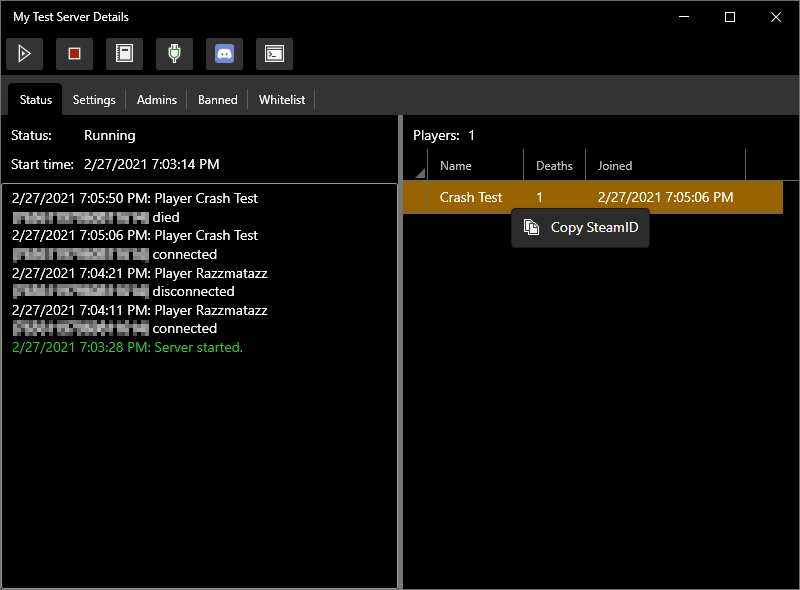 My Test Server Details
Status Settings Admins Banned Whitelist
Status: Running
Start time: 2/27/2021 7:03:14 PM
2/27/2021 7:05:50 PM: Player Crash Test
died
2/27/2021 7:05:06 PM: Player Crash Test
connected
2/27/2021 7:04:21 PM: Player Razzmatazz
disconnected
2/27/2021 7:04:11 PM: Player Razzmatazz
connected
2/27/2021 7:03:28 PM: Server started.
Players: 1
Name Deaths Joined
Crash Test 1 2/27/2021 7:05:06 PM
Copy SteamID